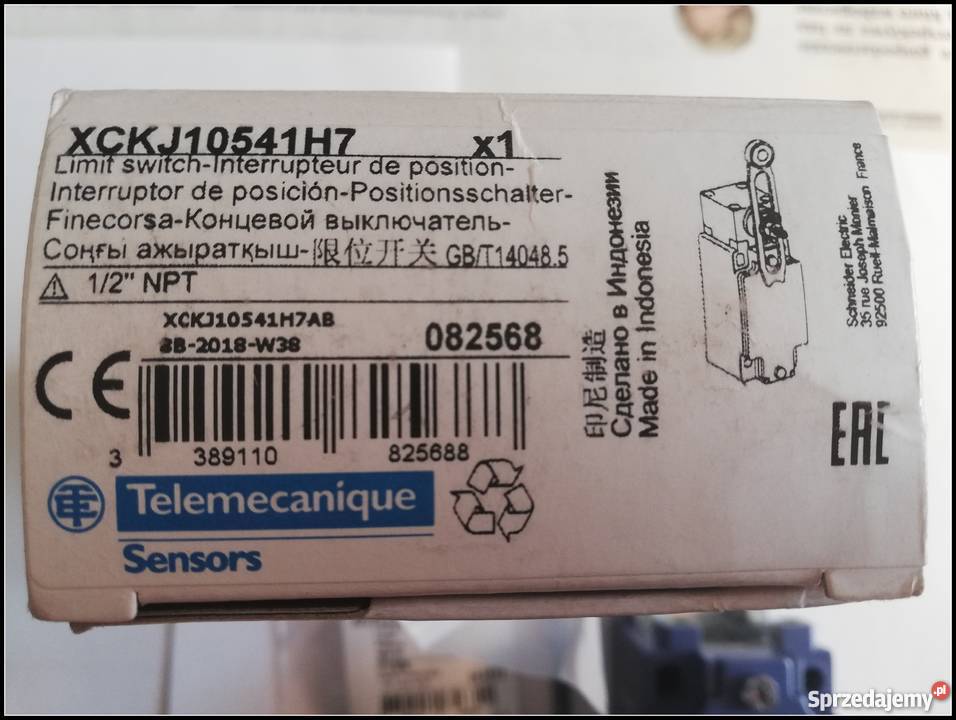 XCKJ10541H7 x1
Limit switch-Interrupteur de position-
Interruptor de posición-Positionsschalter-
Finecorsa-Концевой выключатель-
Соңғы ажыратқыш-限位开关 GB/T14048.5
1/2" NPT
XCKJ10541H7AB
8B-2018-W38
082568
CE
3 389110 825688
Telemecanique
Sensors
印尼制造
Сделано в Индонезии
Made in Indonesia
Schneider Electric
35 rue Joseph Monier
92500 Rueil-Malmaison France
EAC
Sprzedajemy.pl